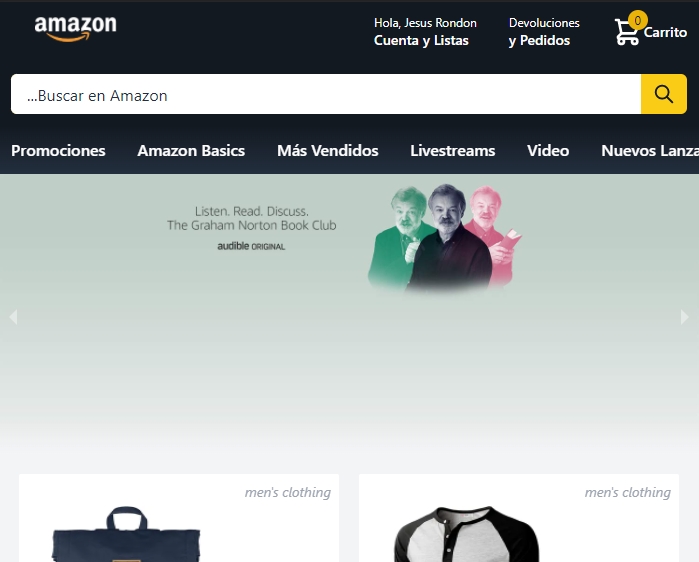 amazon
Hola, Jesus Rondon
Cuenta y Listas
Devoluciones
y Pedidos
0
Carrito
...Buscar en Amazon
Promociones
Amazon Basics
Más Vendidos
Livestreams
Video
Nuevos Lanza
Listen. Read. Discuss.
The Graham Norton Book Club
audible ORIGINAL
men's clothing
men's clothing